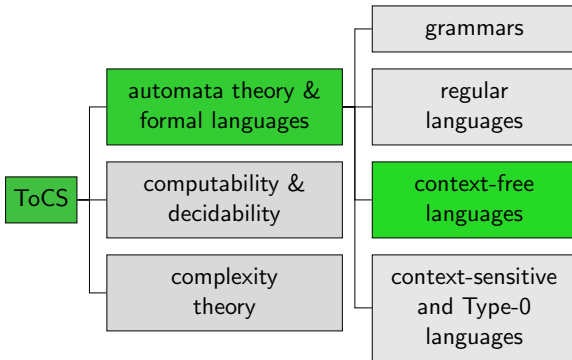 ToCS
automata theory &
formal languages
computability &
decidability
complexity
theory
grammars
regular
languages
context-free
languages
context-sensitive
and Type-0
languages